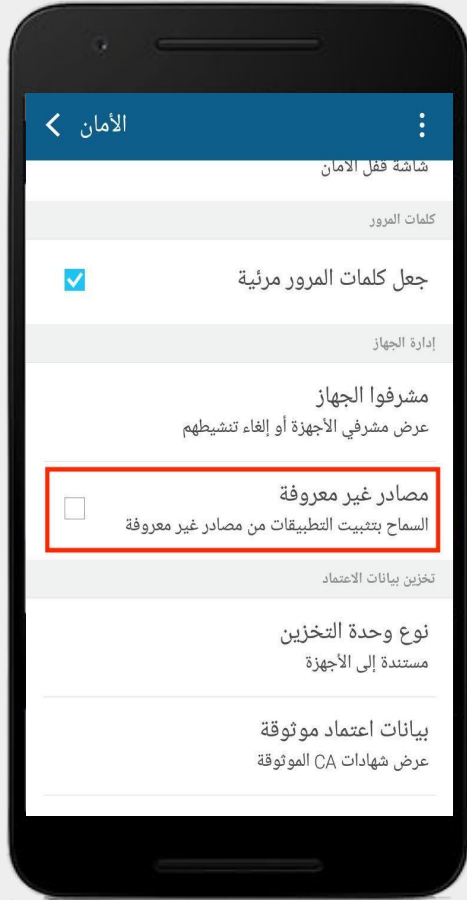 الأمان
شاشة قفل الأمان
كلمات المرور
جعل كلمات المرور مرئية
إدارة الجهاز
مشرفوا الجهاز
عرض مشرفي الأجهزة أو إلغاء تنشيطهم
مصادر غير معروفة
السماح بتثبيت التطبيقات من مصادر غير معروفة
تخزين بيانات الاعتماد
نوع وحدة التخزين
مستندة إلى الأجهزة
بيانات اعتماد موثوقة
عرض شهادات CA الموثوقة